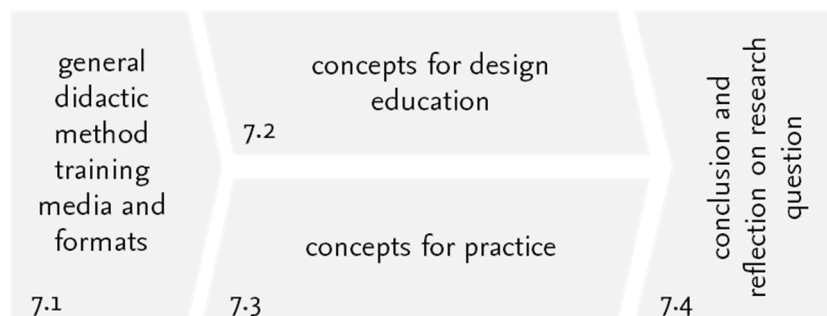 general
didactic
method
training
media and
formats
7.1
concepts for design
education
7.2
concepts for practice
7.3
conclusion and
reflection on research
question
7.4